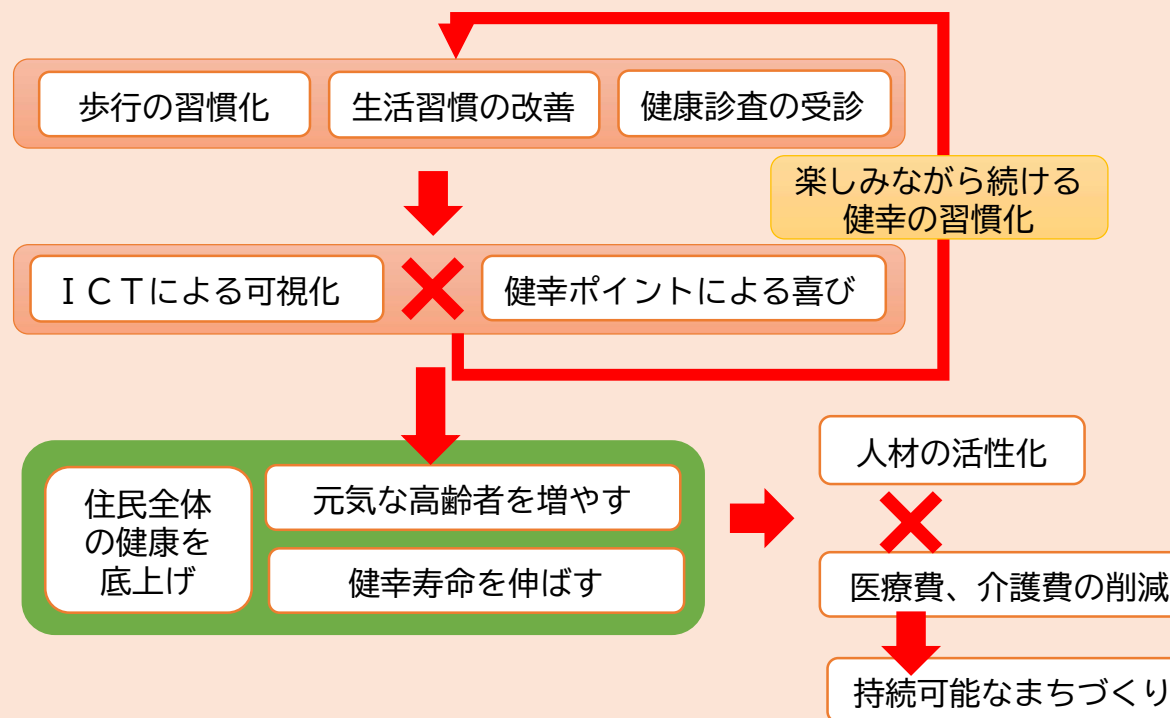 歩行の習慣化
生活習慣の改善
健康診査の受診
楽しみながら続ける
健幸の習慣化
ＩＣＴによる可視化
健幸ポイントによる喜び
住民全体
の健康を
底上げ
元気な高齢者を増やす
健幸寿命を伸ばす
人材の活性化
医療費、介護費の削減
持続可能なまちづくり